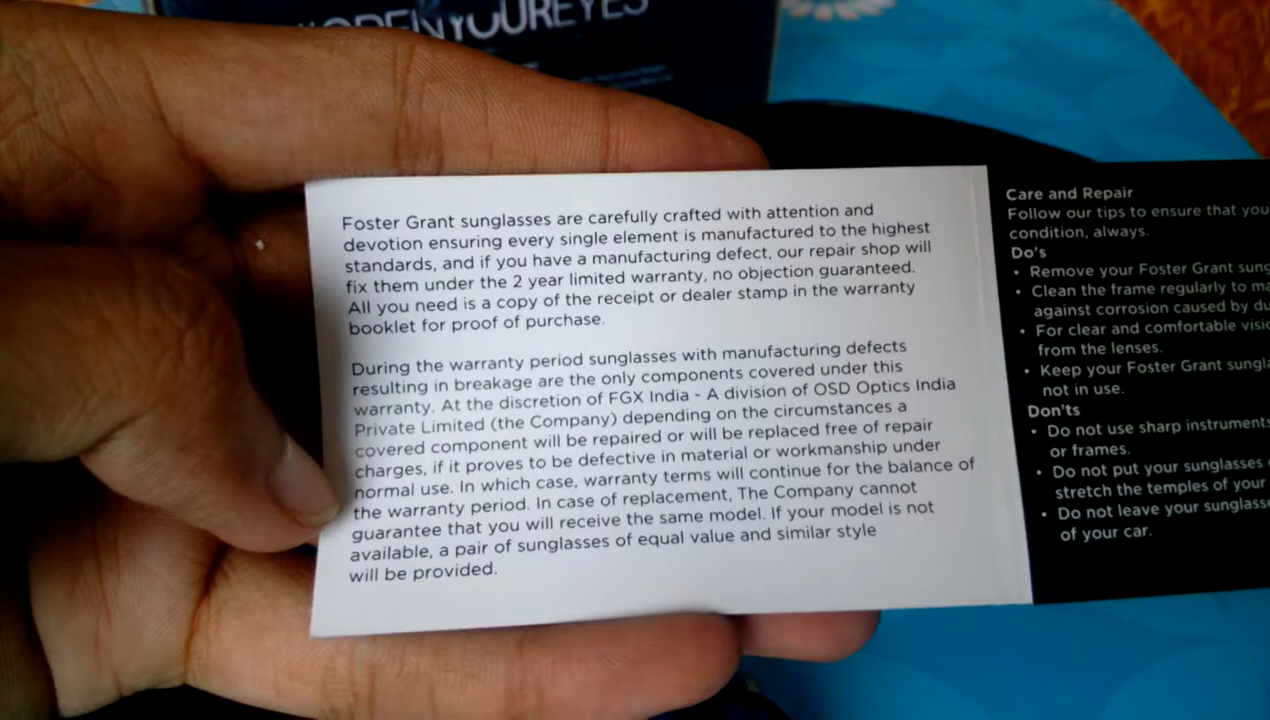 #OPENYOUREYES
Foster Grant sunglasses are carefully crafted with attention and
devotion ensuring every single element is manufactured to the highest
standards, and if you have a manufacturing defect, our repair shop will
fix them under the 2 year limited warranty, no objection guaranteed.
All you need is a copy of the receipt or dealer stamp in the warranty
booklet for proof of purchase.
During the warranty period sunglasses with manufacturing defects
resulting in breakage are the only components covered under this
warranty. At the discretion of FGX India - A division of OSD Optics India
Private Limited (the Company) depending on the circumstances a
covered component will be repaired or will be replaced free of repair
charges, if it proves to be defective in material or workmanship under
normal use. In which case, warranty terms will continue for the balance of
the warranty period. In case of replacement, The Company cannot
guarantee that you will receive the same model. If your model is not
available, a pair of sunglasses of equal value and similar style
will be provided.
Care and Repair
Follow our tips to ensure that you
condition, always.
Do's
• Remove your Foster Grant sung
• Clean the frame regularly to ma
against corrosion caused by du
• For clear and comfortable visio
from the lenses.
• Keep your Foster Grant sungla
not in use.
Don'ts
• Do not use sharp instruments
or frames.
• Do not put your sunglasses
stretch the temples of your
• Do not leave your sunglasse
of your car.